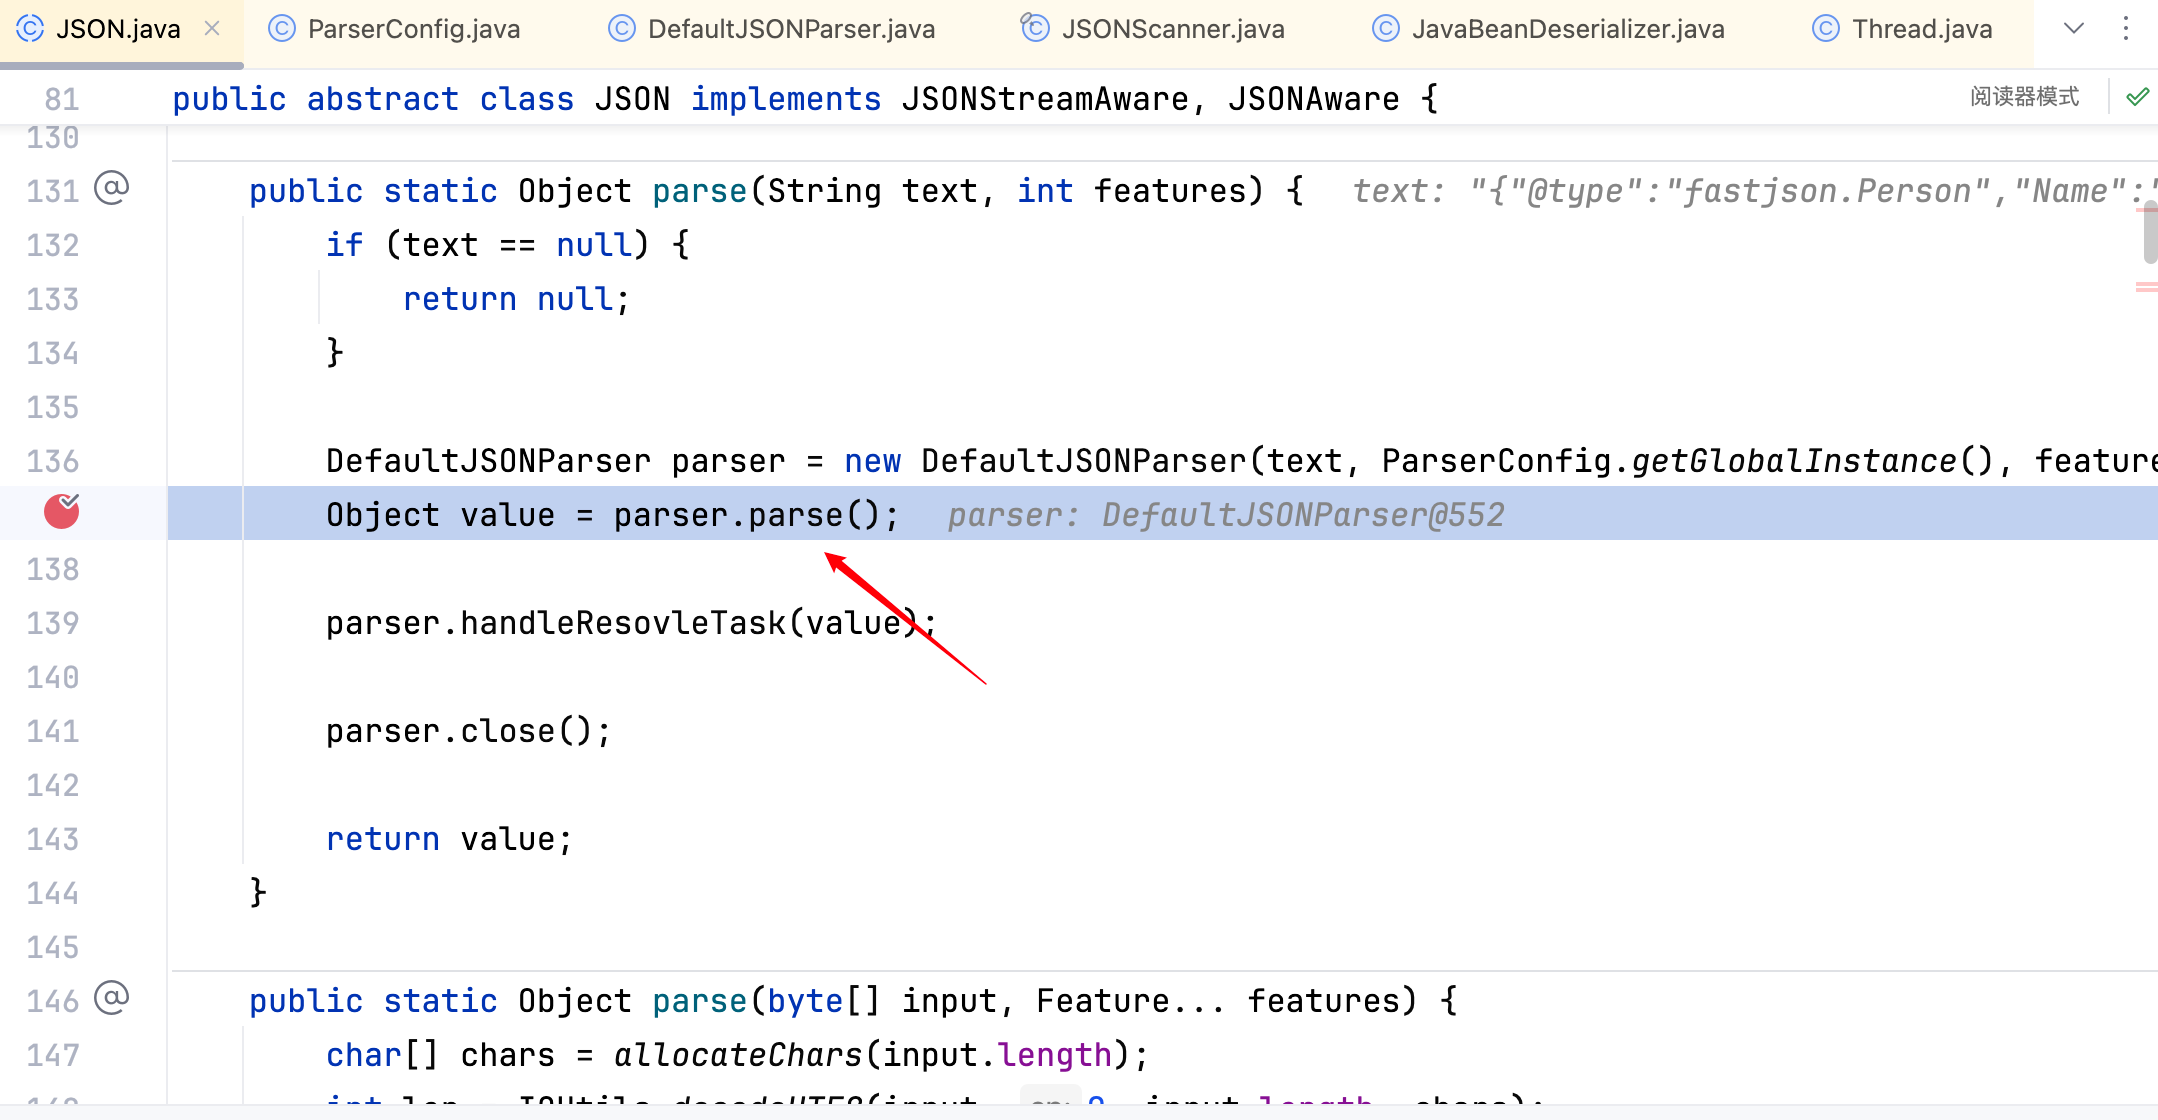 JSON.java ParserConfig.java DefaultJSONParser.java JSONScanner.java JavaBeanDeserializer.java Thread.java
81 public abstract class JSON implements JSONStreamAware, JSONAware { 阅读器模式
130
131 @ public static Object parse(String text, int features) { text: "{"@type":"fastjson.Person","Name":"
132 if (text == null) {
133 return null;
134 }
135
136 DefaultJSONParser parser = new DefaultJSONParser(text, ParserConfig.getGlobalInstance(), feature
Object value = parser.parse(); parser: DefaultJSONParser@552
138
139 parser.handleResovleTask(value);
140
141 parser.close();
142
143 return value;
144 }
145
146 @ public static Object parse(byte[] input, Feature... features) {
147 char[] chars = allocateChars(input.length);